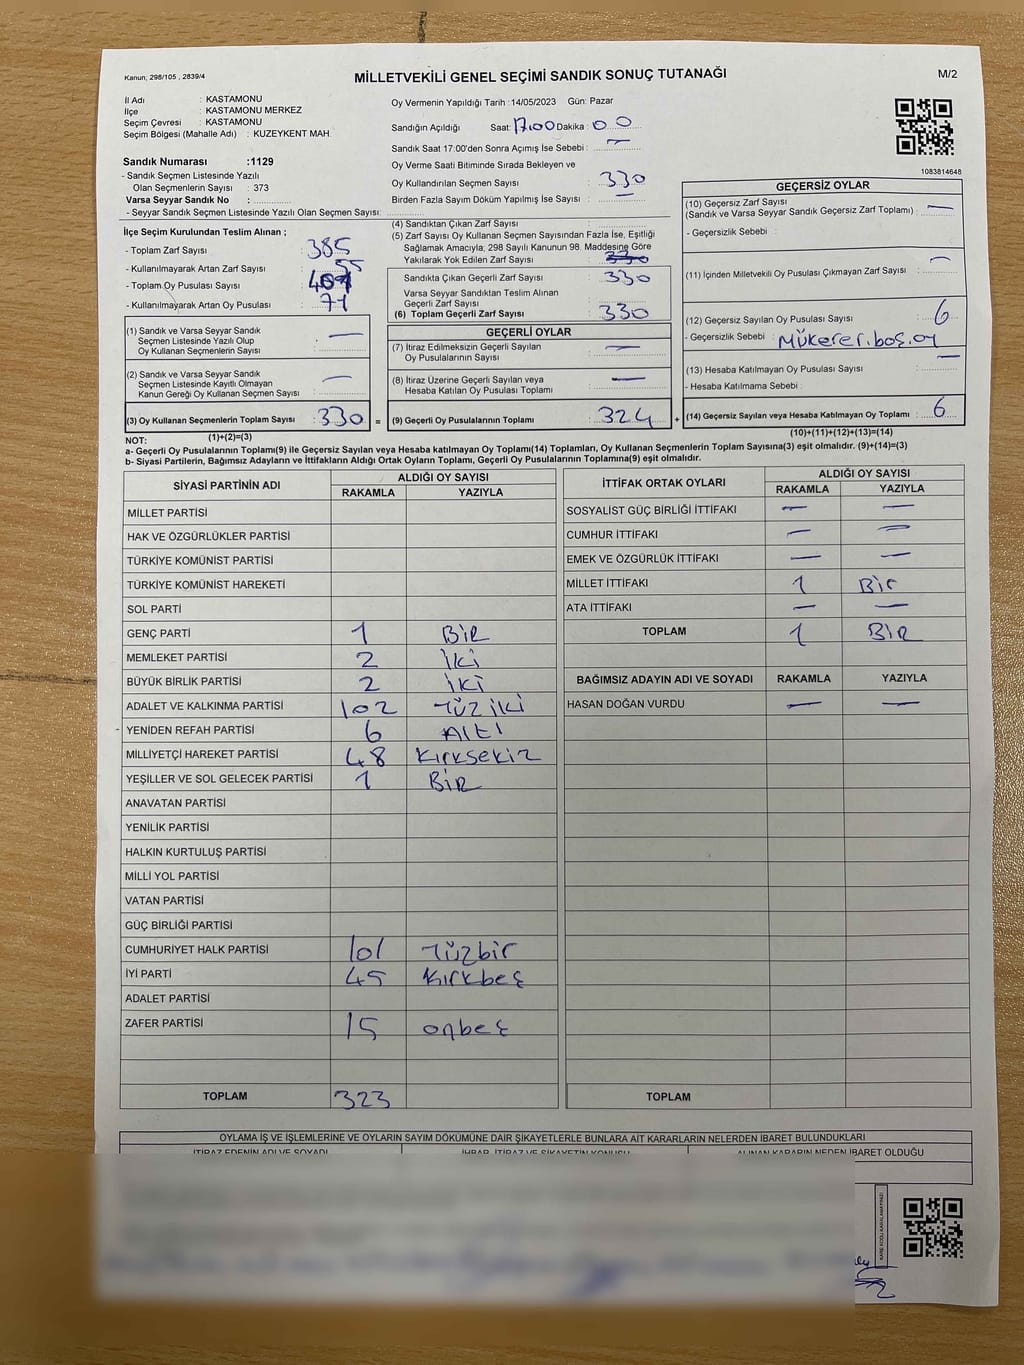 Kanun; 298/105 , 2839/4
MİLLETVEKİLİ GENEL SEÇİMİ SANDIK SONUÇ TUTANAĞI
M/2
İl Adı : KASTAMONU
İlçe : KASTAMONU MERKEZ
Seçim Çevresi : KASTAMONU
Seçim Bölgesi (Mahalle Adı) : KUZEYKENT MAH.
Sandık Numarası :1129
- Sandık Seçmen Listesinde Yazılı
Olan Seçmenlerin Sayısı : 373
Varsa Seyyar Sandık No :
- Seyyar Sandık Seçmen Listesinde Yazılı Olan Seçmen Sayısı:
Oy Vermenin Yapıldığı Tarih :14/05/2023 Gün: Pazar
Sandığın Açıldığı Saat: 17.00 Dakika : 00
Sandık Saat 17:00'den Sonra Açımış İse Sebebi : —
Oy Verme Saati Bitiminde Sırada Bekleyen ve
Oy Kullandırılan Seçmen Sayısı : 330
Birden Fazla Sayım Döküm Yapılmış İse Sayısı : —
1083814648
İlçe Seçim Kurulundan Teslim Alınan ;
- Toplam Zarf Sayısı : 385
- Kullanılmayarak Artan Zarf Sayısı : 55
- Toplam Oy Pusulası Sayısı :
- Kullanılmayarak Artan Oy Pusulası : 71
(1) Sandık ve Varsa Seyyar Sandık
Seçmen Listesinde Yazılı Olup
Oy Kullanan Seçmenlerin Sayısı : —
(2) Sandık ve Varsa Seyyar Sandık
Seçmen Listesinde Kayıtlı Olmayan
Kanun Gereği Oy Kullanan Seçmen Sayısı : —
(3) Oy Kullanan Seçmenlerin Toplam Sayısı : 330 =
(1)+(2)=(3)
(4) Sandıktan Çıkan Zarf Sayısı :
(5) Zarf Sayısı Oy Kullanan Seçmen Sayısından Fazla İse, Eşitliği
Sağlamak Amacıyla; 298 Sayılı Kanunun 98. Maddesine Göre
Yakılarak Yok Edilen Zarf Sayısı : 330
Sandıkta Çıkan Geçerli Zarf Sayısı : 330
Varsa Seyyar Sandıktan Teslim Alınan
Geçerli Zarf Sayısı :
(6) Toplam Geçerli Zarf Sayısı : 330
GEÇERLİ OYLAR
(7) İtiraz Edilmeksizin Geçerli Sayılan
Oy Pusulalarının Sayısı : —
(8) İtiraz Üzerine Geçerli Sayılan veya
Hesaba Katılan Oy Pusulası Toplamı : —
(9) Geçerli Oy Pusulalarının Toplamı : 324 +
GEÇERSİZ OYLAR
(10) Geçersiz Zarf Sayısı
(Sandık ve Varsa Seyyar Sandık Geçersiz Zarf Toplamı) : —
- Geçersizlik Sebebi :
(11) İçinden Milletvekili Oy Pusulası Çıkmayan Zarf Sayısı : —
(12) Geçersiz Sayılan Oy Pusulası Sayısı : 6
- Geçersizlik Sebebi : Mükerer.boş.oy
(13) Hesaba Katılmayan Oy Pusulası Sayısı : —
- Hesaba Katılmama Sebebi :
(14) Geçersiz Sayılan veya Hesaba Katılmayan Oy Toplamı : 6
(10)+(11)+(12)+(13)=(14)
NOT:
a- Geçerli Oy Pusulalarının Toplamı(9) ile Geçersiz Sayılan veya Hesaba katılmayan Oy Toplamı(14) Toplamları, Oy Kullanan Seçmenlerin Toplam Sayısına(3) eşit olmalıdır. (9)+(14)=(3)
b- Siyasi Partilerin, Bağımsız Adayların ve İttifakların Aldığı Ortak Oyların Toplamı, Geçerli Oy Pusulalarının Toplamına(9) eşit olmalıdır.
SİYASİ PARTİNİN ADI ALDIĞI OY SAYISI
RAKAMLA YAZIYLA
MİLLET PARTİSİ
HAK VE ÖZGÜRLÜKLER PARTİSİ
TÜRKİYE KOMÜNİST PARTİSİ
TÜRKİYE KOMÜNİST HAREKETİ
SOL PARTİ
GENÇ PARTİ 1 BİR
MEMLEKET PARTİSİ 2 İki
BÜYÜK BİRLİK PARTİSİ 2 İKİ
ADALET VE KALKINMA PARTİSİ 102 Yüz iki
YENİDEN REFAH PARTİSİ 6 Altı
MİLLİYETÇİ HAREKET PARTİSİ 48 Kırksekiz
YEŞİLLER VE SOL GELECEK PARTİSİ 1 BİR
ANAVATAN PARTİSİ
YENİLİK PARTİSİ
HALKIN KURTULUŞ PARTİSİ
MİLLİ YOL PARTİSİ
VATAN PARTİSİ
GÜÇ BİRLİĞİ PARTİSİ
CUMHURİYET HALK PARTİSİ 101 Yüzbir
İYİ PARTİ 45 Kırkbeş
ADALET PARTİSİ
ZAFER PARTİSİ 15 onbeş
TOPLAM 323
İTTİFAK ORTAK OYLARI ALDIĞI OY SAYISI
RAKAMLA YAZIYLA
SOSYALİST GÜÇ BİRLİĞİ İTTİFAKI — —
CUMHUR İTTİFAKI — —
EMEK VE ÖZGÜRLÜK İTTİFAKI — —
MİLLET İTTİFAKI 1 Bir
ATA İTTİFAKI — —
TOPLAM 1 BİR
BAĞIMSIZ ADAYIN ADI VE SOYADI RAKAMLA YAZIYLA
HASAN DOĞAN VURDU — —
TOPLAM
OYLAMA İŞ VE İŞLEMLERİNE VE OYLARIN SAYIM DÖKÜMÜNE DAİR ŞİKAYETLERLE BUNLARA AİT KARARLARIN NELERDEN İBARET BULUNDUKLARI
İTİRAZ EDENİN ADI VE SOYADI İHBAR, İTİRAZ VE ŞİKAYETİN KONUSU ALINAN KARARIN NEDEN İBARET OLDUĞU